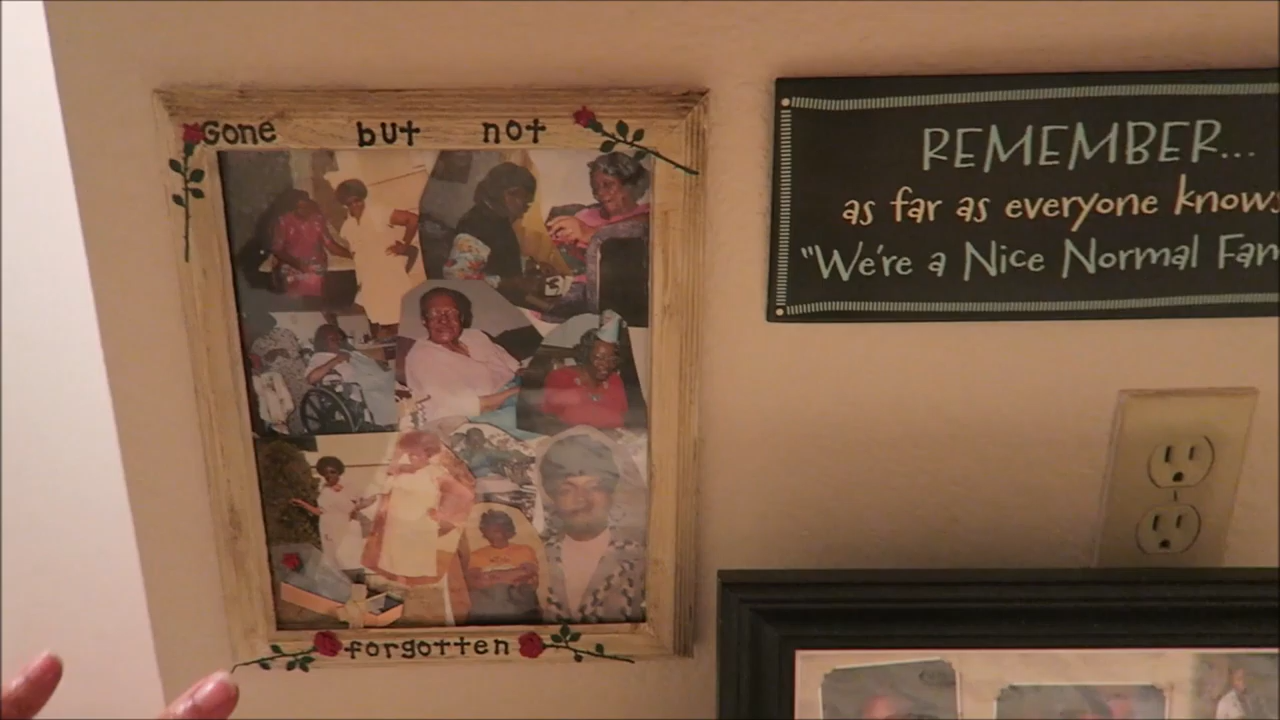 Gone but not
forgotten
REMEMBER...
as far as everyone knows
"We're a Nice Normal Fam